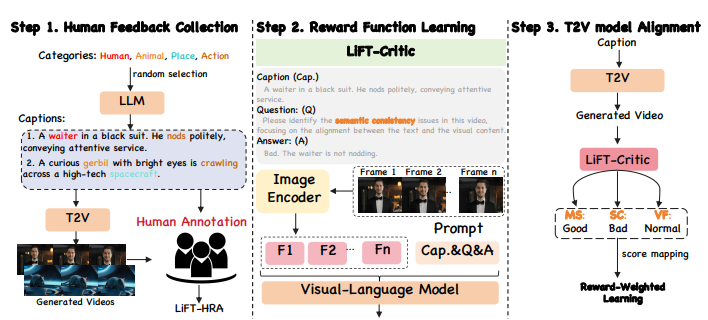 Step 1. Human Feedback Collection
Categories: Human, Animal, Place, Action
random selection
LLM
Captions:
1. A waiter in a black suit. He nods politely,
conveying attentive service.
2. A curious gerbil with bright eyes is crawling
across a high-tech spacecraft.
T2V
Human Annotation
Generated Videos
LiFT-HRA
Step 2. Reward Function Learning
LiFT-Critic
Caption (Cap.)
A waiter in a black suit. He nods politely, conveying attentive
service.
Question: (Q)
Please identify the semantic consistency issues in this video,
focusing on the alignment between the text and the visual content.
Answer: (A)
Bad. The waiter is not nodding.
Image
Encoder
Frame 1 Frame 2 ... Frame n
Prompt
F1 F2 ... Fn
Cap.&Q&A
Visual-Language Model
Step 3. T2V model Alignment
Caption
T2V
Generated Video
LiFT-Critic
MS: SC: VF:
Good Bad Normal
score mapping
Reward-Weighted
Learning